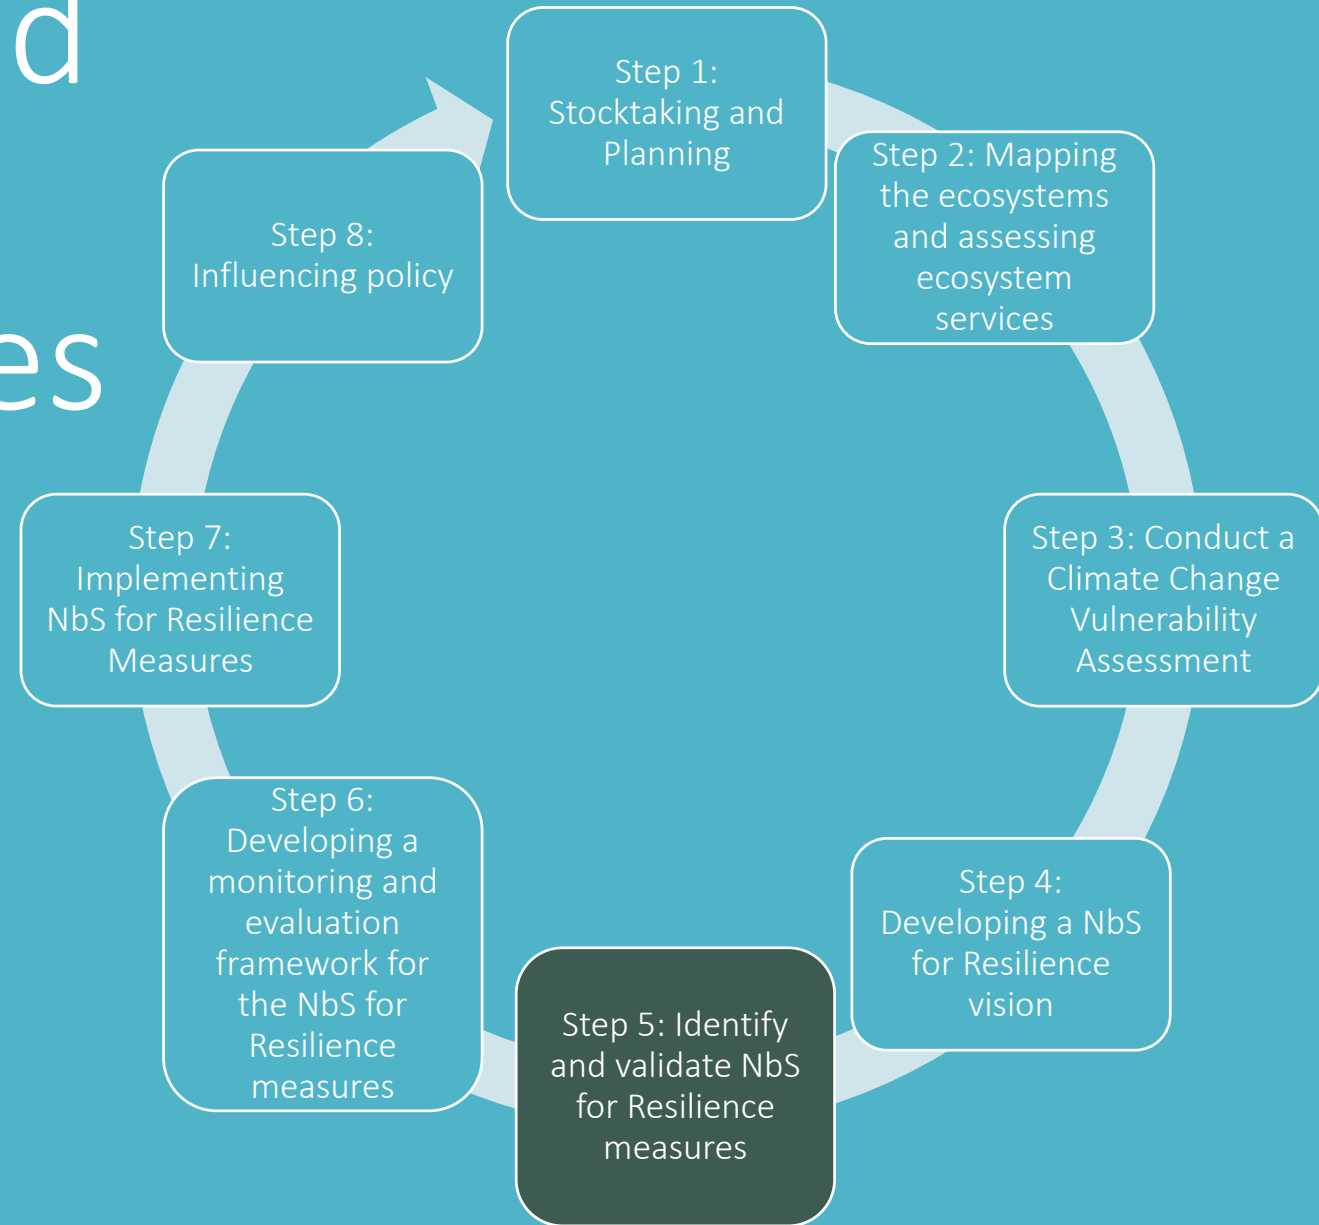 d
es
Step 1:
Stocktaking and
Planning
Step 2: Mapping
the ecosystems
and assessing
ecosystem
services
Step 3: Conduct a
Climate Change
Vulnerability
Assessment
Step 4:
Developing a NbS
for Resilience
vision
Step 5: Identify
and validate NbS
for Resilience
measures
Step 6:
Developing a
monitoring and
evaluation
framework for
the NbS for
Resilience
measures
Step 7:
Implementing
NbS for Resilience
Measures
Step 8:
Influencing policy